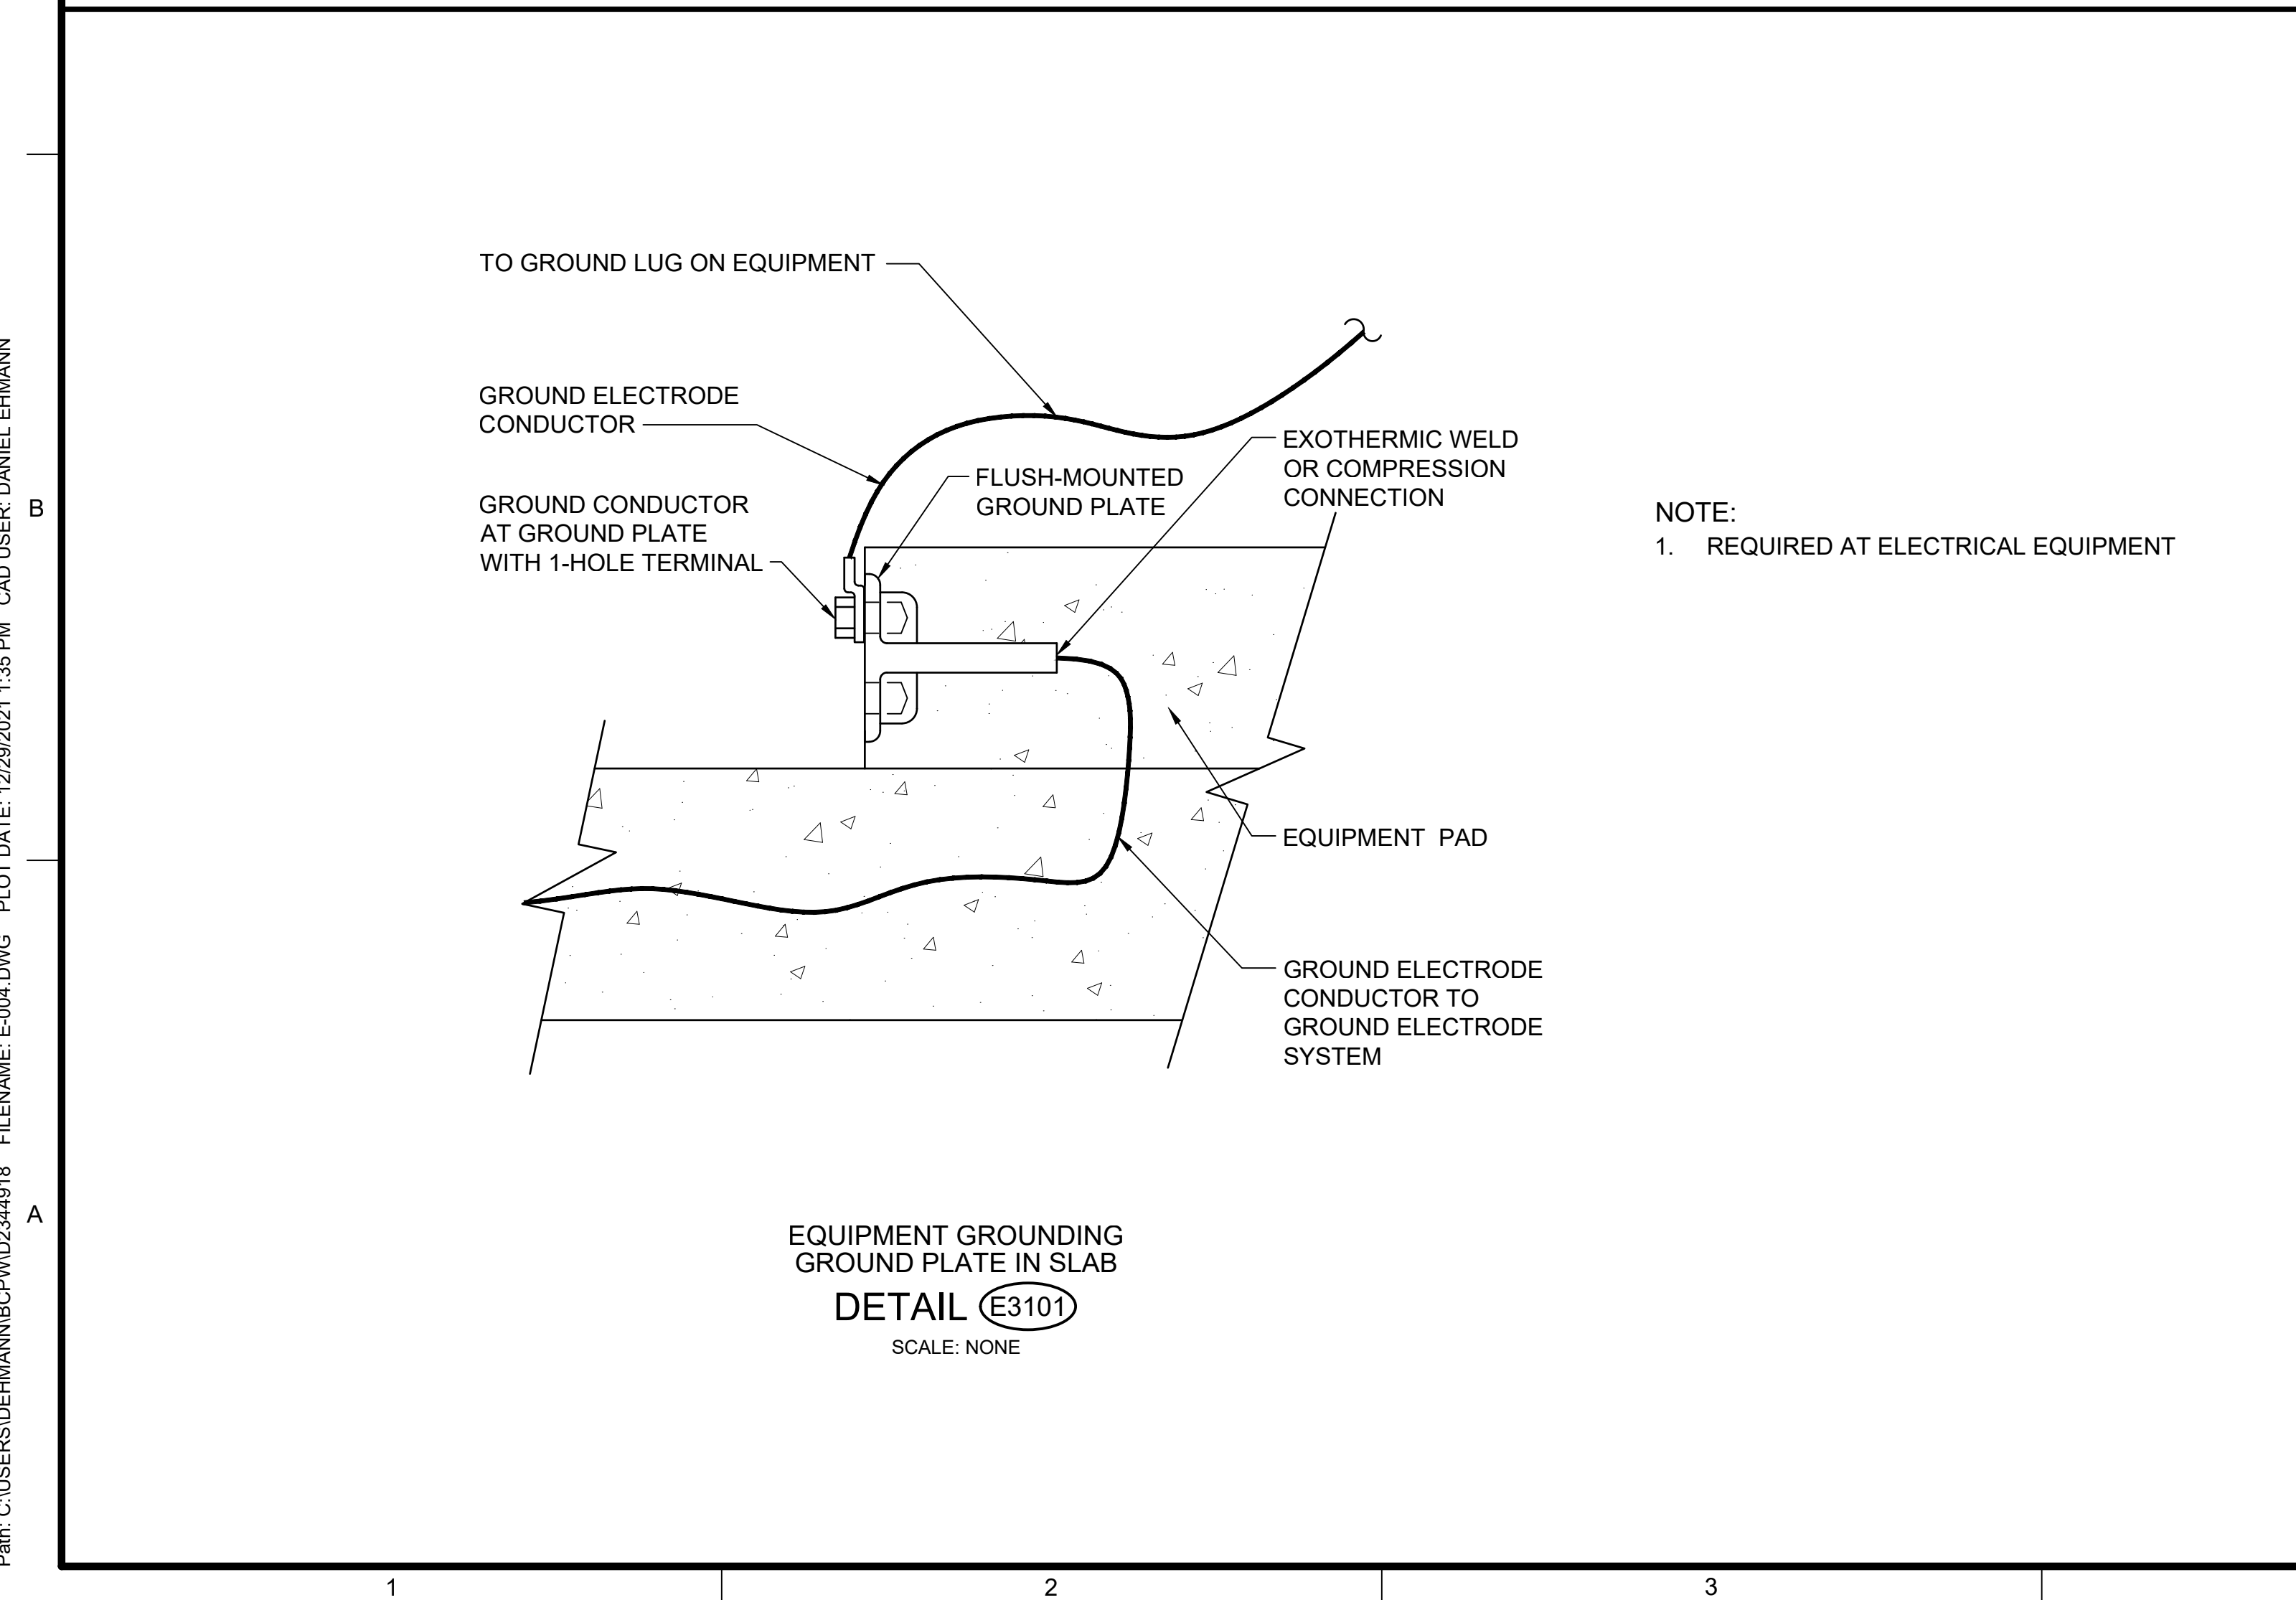 TO GROUND LUG ON EQUIPMENT
GROUND ELECTRODE
CONDUCTOR
GROUND CONDUCTOR
AT GROUND PLATE
WITH 1-HOLE TERMINAL
FLUSH-MOUNTED
GROUND PLATE
EXOTHERMIC WELD
OR COMPRESSION
CONNECTION
EQUIPMENT PAD
GROUND ELECTRODE
CONDUCTOR TO
GROUND ELECTRODE
SYSTEM
NOTE:
1. REQUIRED AT ELECTRICAL EQUIPMENT
EQUIPMENT GROUNDING
GROUND PLATE IN SLAB
DETAIL E3101
SCALE: NONE
B
A
1
2
3
Path: C:\USERS\DEHMANN\BCPW\D2344918 FILENAME: E-004.DWG PLOT DATE: 12/29/2021 1:35 PM CAD USER: DANIEL EHMANN